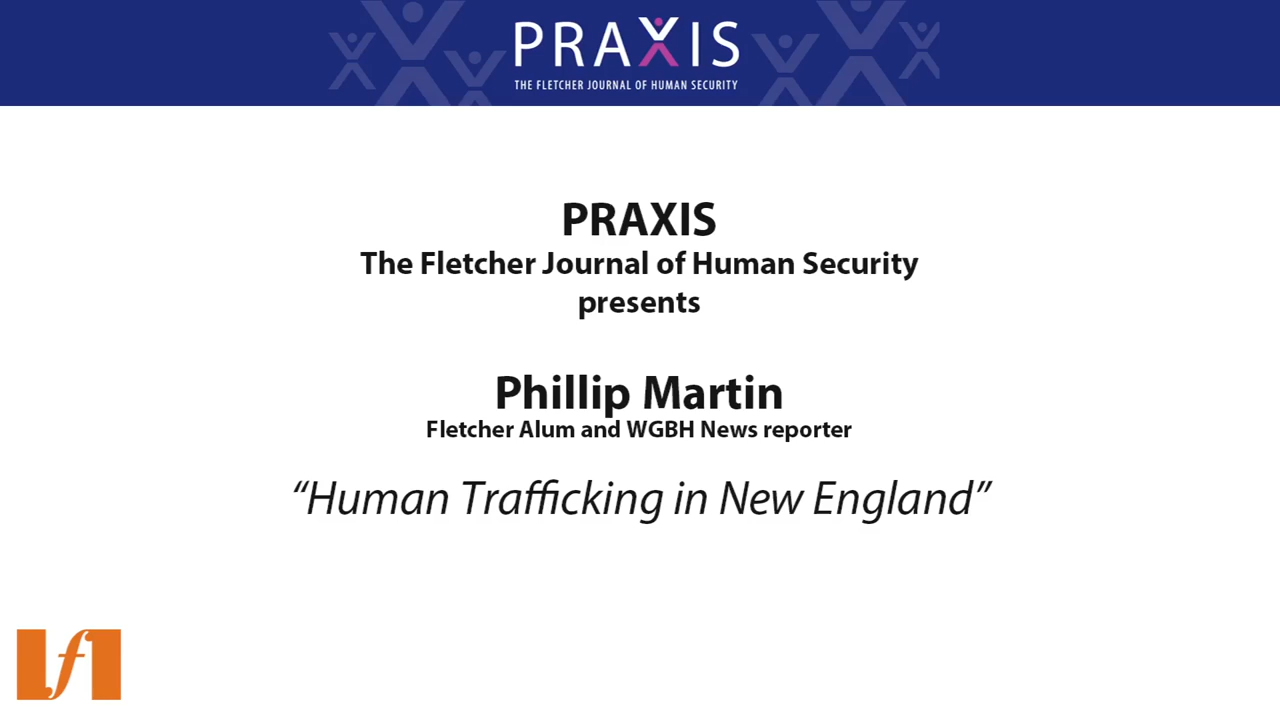 PRAXIS
THE FLETCHER JOURNAL OF HUMAN SECURITY
PRAXIS
The Fletcher Journal of Human Security
presents
Phillip Martin
Fletcher Alum and WGBH News reporter
“Human Trafficking in New England”
f